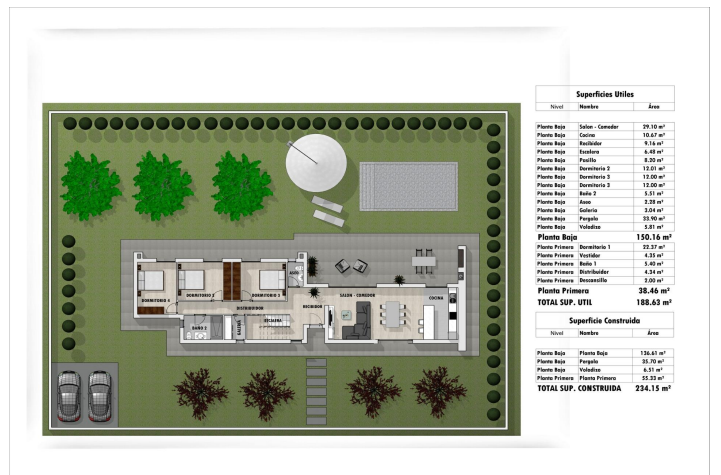 Superficies Utiles
Nivel Nombre Área
Planta Baja Salon - Comedor 29.10 m²
Planta Baja Cocina 10.67 m²
Planta Baja Recibidor 9.16 m²
Planta Baja Escalera 6.48 m²
Planta Baja Pasillo 8.20 m²
Planta Baja Dormitorio 2 12.01 m²
Planta Baja Dormitorio 3 12.00 m²
Planta Baja Dormitorio 3 12.00 m²
Planta Baja Baño 2 5.51 m²
Planta Baja Aseo 2.28 m²
Planta Baja Galeria 3.04 m²
Planta Baja Pergola 33.90 m²
Planta Baja Voladizo 5.81 m²
Planta Baja 150.16 m²
Planta Primera Dormitorio 1 22.37 m²
Planta Primera Vestidor 4.35 m²
Planta Primera Baño 1 5.40 m²
Planta Primera Distribuidor 4.34 m²
Planta Primera Descansillo 2.00 m²
Planta Primera 38.46 m²
TOTAL SUP. UTIL 188.63 m²
Superficie Construida
Nivel Nombre Área
Planta Baja Planta Baja 136.61 m²
Planta Baja Pergola 35.70 m²
Planta Baja Voladizo 6.51 m²
Planta Primera Planta Primera 55.32 m²
TOTAL SUP. CONSTRUIDA 234.15 m²
ASEO
DORMITORIO 2
DORMITORIO 3
SALON - COMEDOR
COCINA
DISTRIBUIDOR
RECIBIDOR
ESCALERA
BAÑO 2
GALERIA